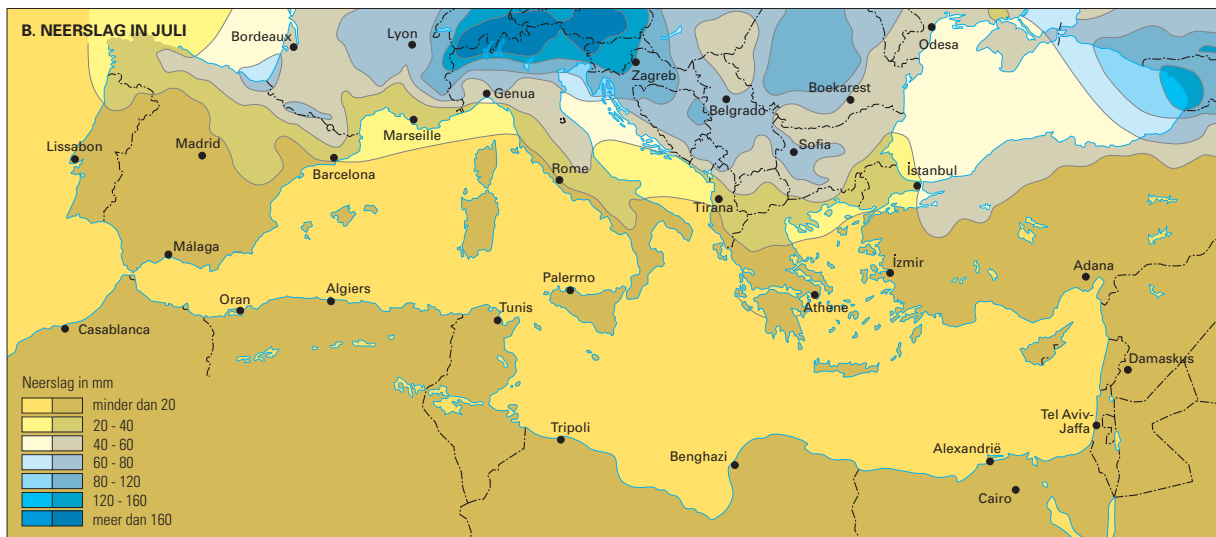 B. NEERSLAG IN JULI
Bordeaux
Lyon
Odesa
Zagreb
Genua
Belgrado
Boekarest
Marseille
Lissabon
Madrid
Sofia
Barcelona
Rome
İstanbul
Tirana
Málaga
Palermo
İzmir
Adana
Oran
Algiers
Athene
Tunis
Casablanca
Damaskus
Neerslag in mm
minder dan 20
20 - 40
40 - 60
60 - 80
80 - 120
120 - 160
meer dan 160
Tel Aviv-
Jaffa
Tripoli
Benghazi
Alexandrië
Cairo